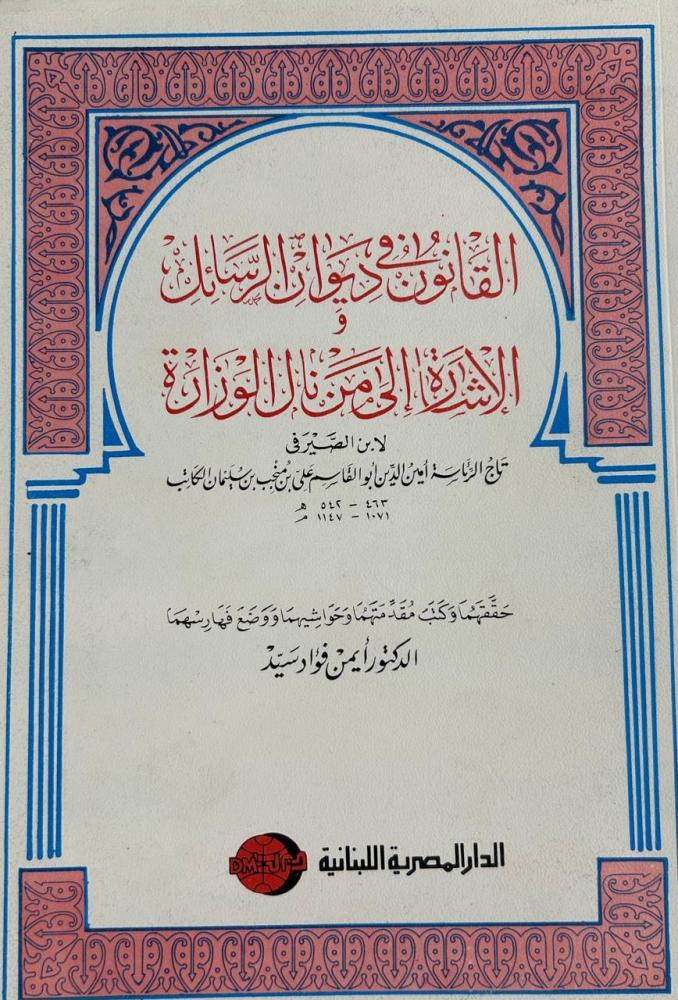 القانون في ديوان الرسائل
و
الإشارة إلى من نال الوزارة
لابن الصيرفى
تاج الرئاسة أمين الدين أبو القاسم على بن منجب بن سليمان الكاتب
٤٦٣ – ٥٤٢ هـ
١٠٧١ – ١١٤٧ م
حققهما وكتب مقدمتهما وحواشيهما ووضع فهارسهما
الدكتور أيمن فؤاد سيد
الدار المصرية اللبنانية